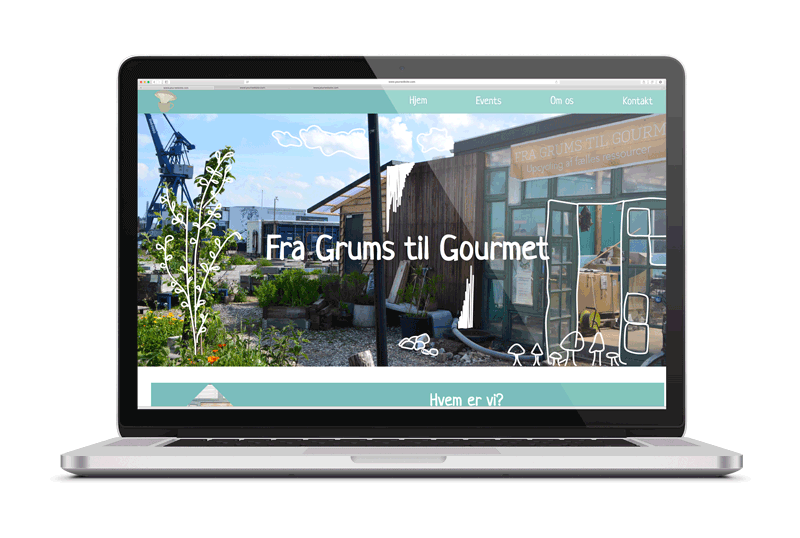 Hjem Events Om os Kontakt
FRA GRUMS TIL GOURM
Upcycling af fælles ressourcer
Fra Grums til Gourmet
Hvem er vi?